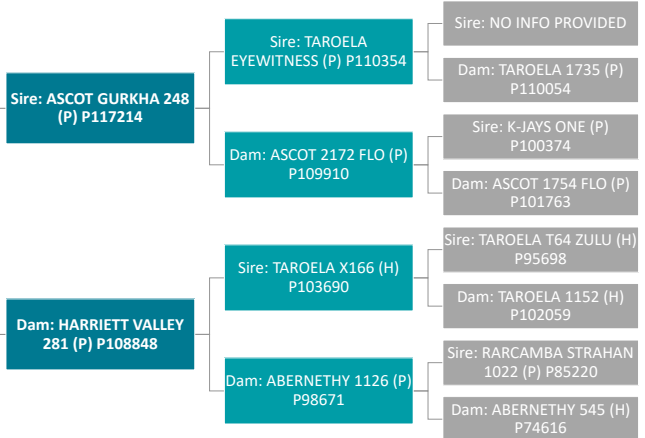 Sire: ASCOT GURKHA 248
(P) P117214
Sire: TAROELA
EYEWITNESS (P) P110354
Sire: NO INFO PROVIDED
Dam: TAROELA 1735 (P)
P110054
Dam: ASCOT 2172 FLO (P)
P109910
Sire: K-JAYS ONE (P)
P100374
Dam: ASCOT 1754 FLO (P)
P101763
Dam: HARRIETT VALLEY
281 (P) P108848
Sire: TAROELA X166 (H)
P103690
Sire: TAROELA T64 ZULU (H)
P95698
Dam: TAROELA 1152 (H)
P102059
Dam: ABERNETHY 1126 (P)
P98671
Sire: RARCAMBA STRAHAN
1022 (P) P85220
Dam: ABERNETHY 545 (H)
P74616